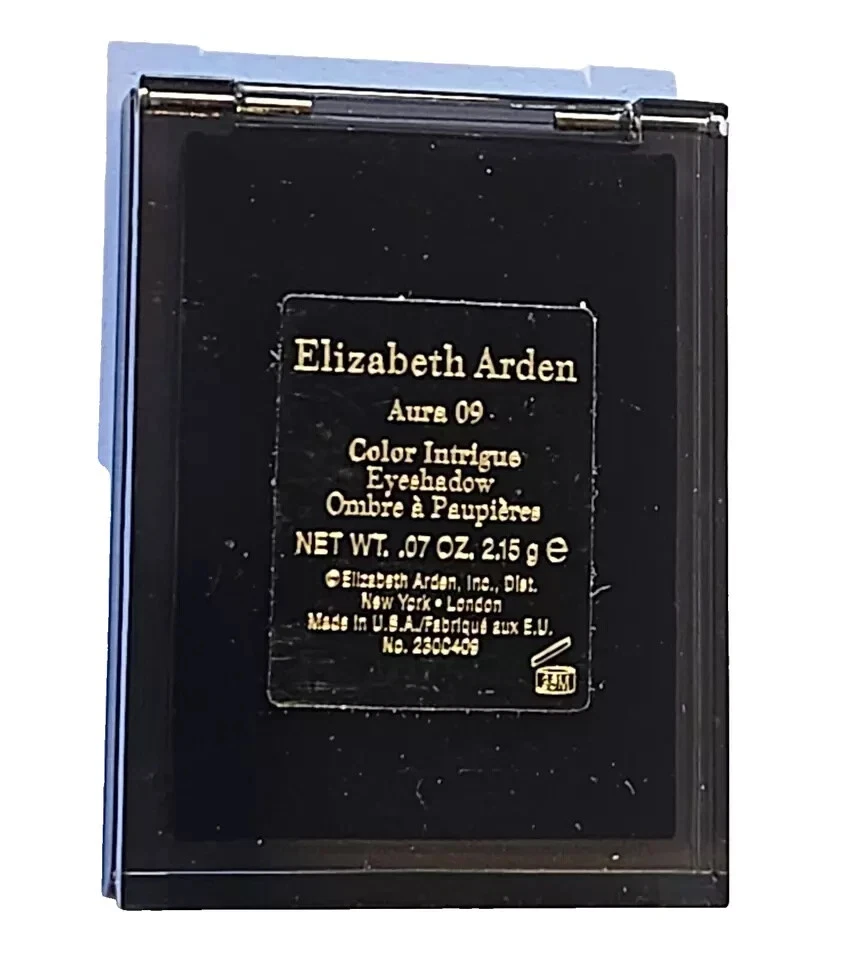 Elizabeth Arden
Aura 09
Color Intrigue
Eyeshadow
Ombre à Paupières
NET WT. .07 OZ. 2.15 g e
©Elizabeth Arden, Inc., Dist.
New York • London
Made in U.S.A./Fabriqué aux E.U.
No. 2300409